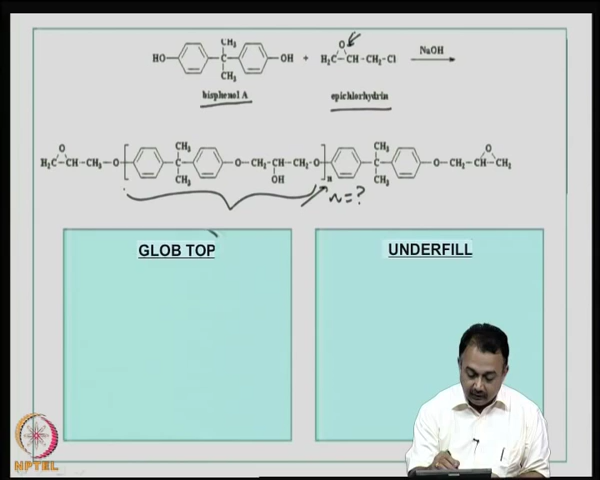 HO CH₃ C CH₃ OH + O H₂C-CH-CH₂-Cl NaOH
bisphenol A epichlorhydrin
O H₂C-CH-CH₂-O CH₃ C CH₃ O-CH₂-CH-CH₂-O OH n CH₃ C CH₃ O-CH₂-CH-CH₂ O
n=?
GLOB TOP UNDERFILL
NPTEL